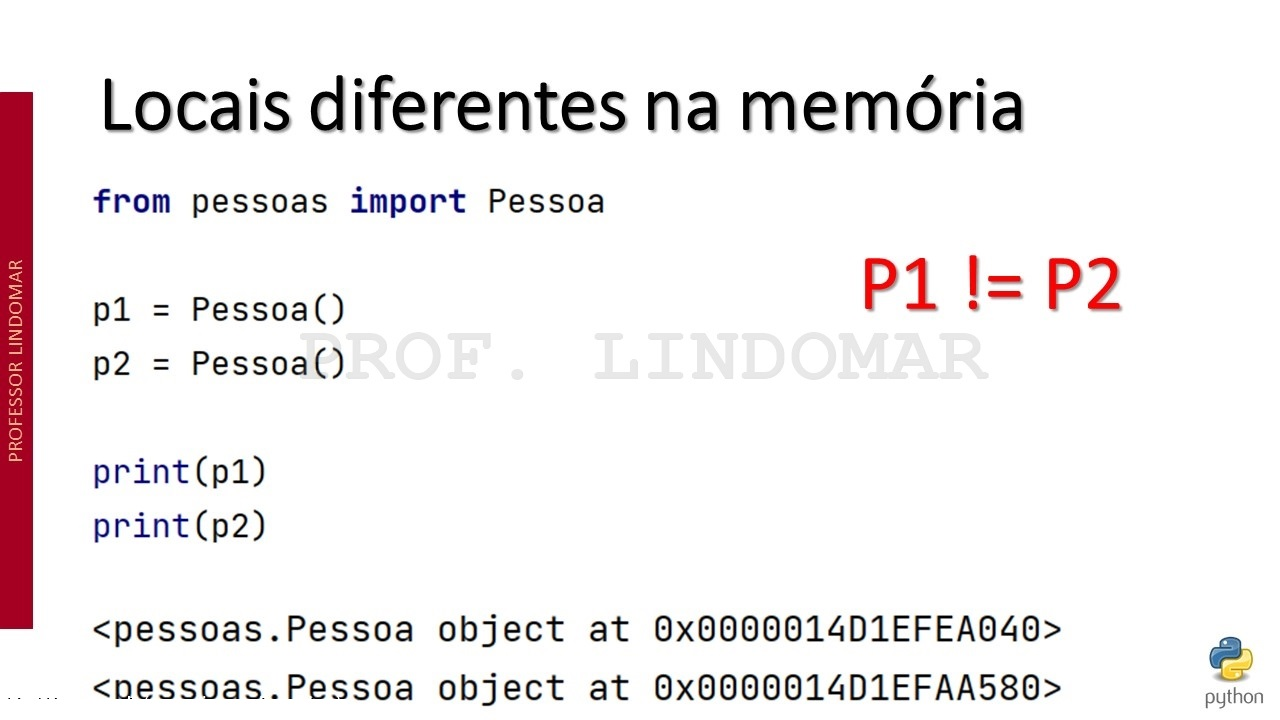 Locais diferentes na memória
from pessoas import Pessoa
P1 != P2
p1 = Pessoa()
p2 = Pessoa()
PROF. LINDOMAR
print(p1)
print(p2)
<pessoas.Pessoa object at 0x0000014D1EFEA040>
<pessoas.Pessoa object at 0x0000014D1EFAA580>
PROFESSOR LINDOMAR
python